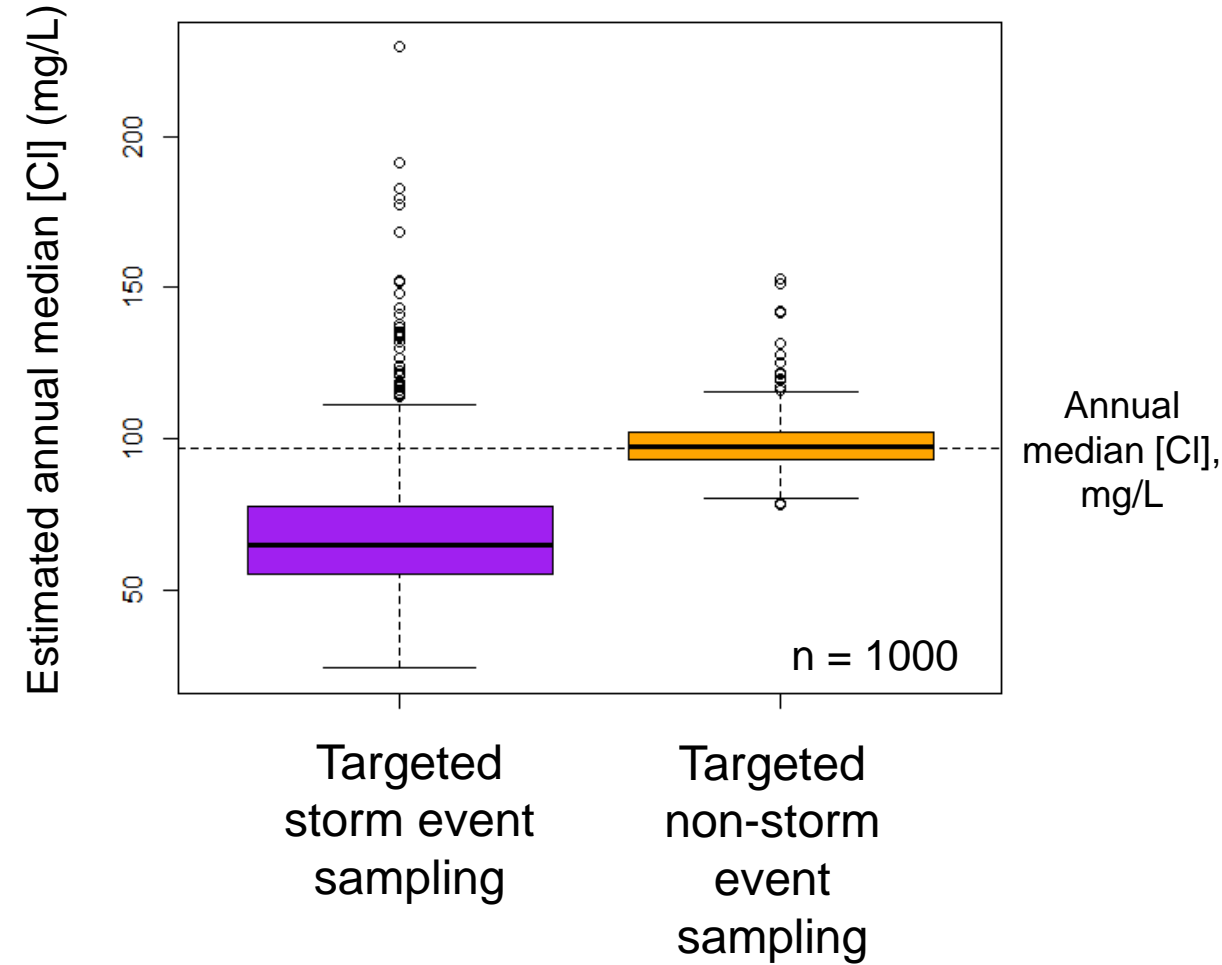 Estimated annual median [Cl] (mg/L)
200
150
100
50
n = 1000
Annual
median [Cl],
mg/L
Targeted
storm event
sampling
Targeted
non-storm
event
sampling